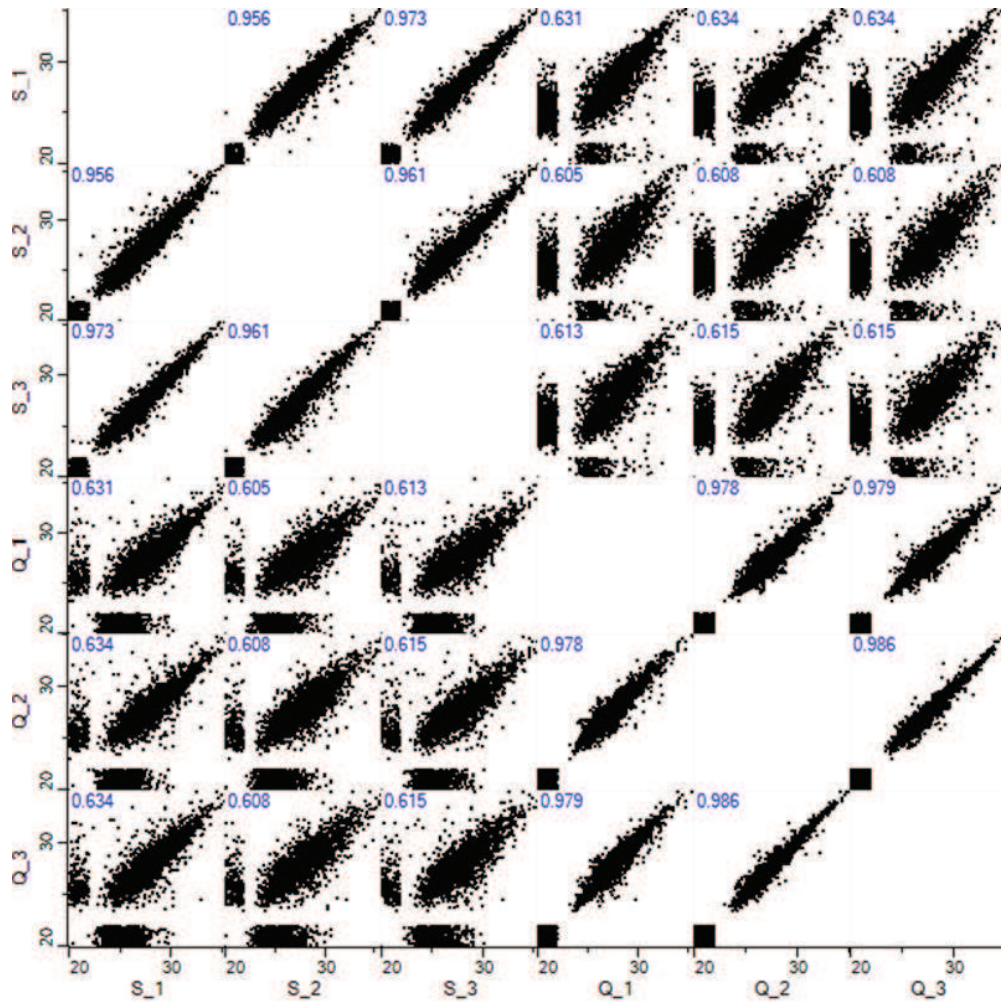 0.956 0.973 0.631 0.634 0.634
S_1 20 30
0.956 0.961 0.605 0.608 0.608
S_2 20 30
0.973 0.961 0.613 0.615 0.615
S_3 20 30
0.631 0.605 0.613 0.978 0.979
Q_1 20 30
0.634 0.608 0.615 0.978 0.986
Q_2 20 30
0.634 0.608 0.615 0.979 0.986
Q_3 20 30
20 30 20 30 20 30 20 30 20 30 20 30
S_1 S_2 S_3 Q_1 Q_2 Q_3